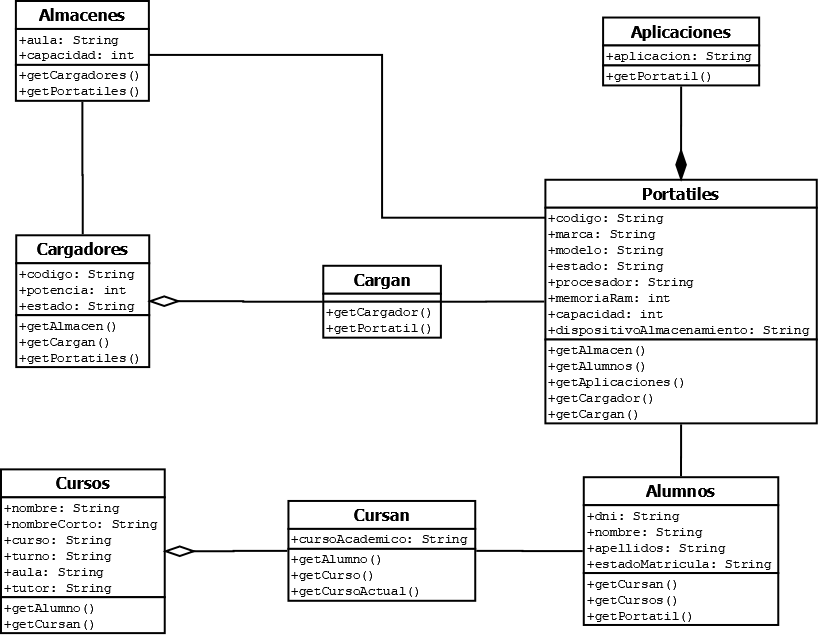 Almacenes
+aula: String
+capacidad: int
+getCargadores()
+getPortatiles()
Aplicaciones
+aplicacion: String
+getPortatil()
Portatiles
+codigo: String
+marca: String
+modelo: String
+estado: String
+procesador: String
+memoriaRam: int
+capacidad: int
+dispositivoAlmacenamiento: String
+getAlmacen()
+getAlumnos()
+getAplicaciones()
+getCargador()
+getCargan()
Cargadores
+codigo: String
+potencia: int
+estado: String
+getAlmacen()
+getCargan()
+getPortatiles()
Cargan
+getCargador()
+getPortatil()
Cursos
+nombre: String
+nombreCorto: String
+curso: String
+turno: String
+aula: String
+tutor: String
+getAlumno()
+getCursan()
Cursan
+cursoAcademico: String
+getAlumno()
+getCurso()
+getCursoActual()
Alumnos
+dni: String
+nombre: String
+apellidos: String
+estadoMatricula: String
+getCursan()
+getCursos()
+getPortatil()